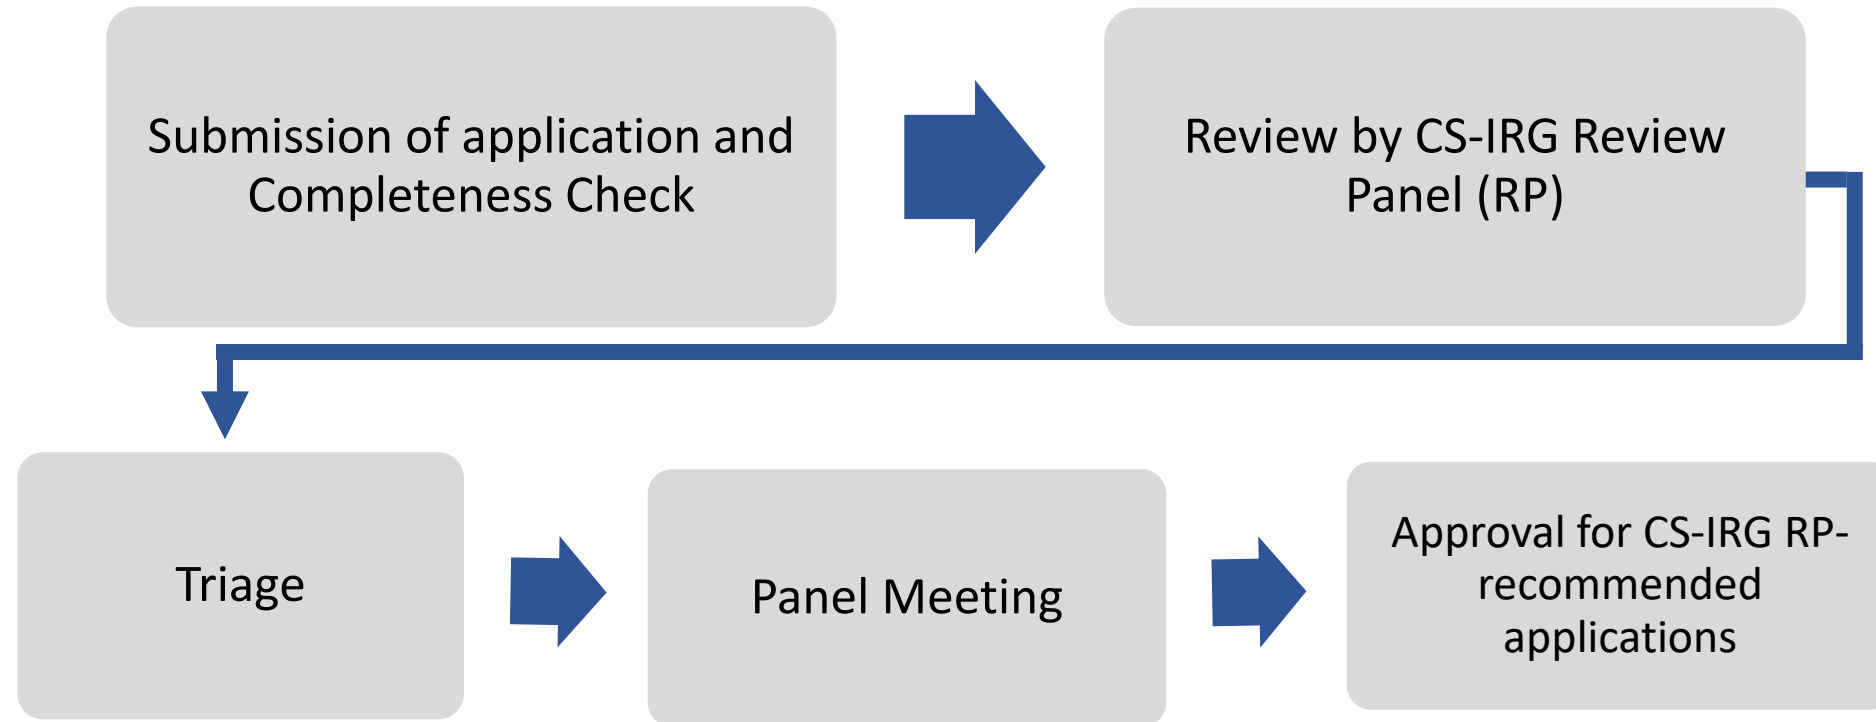 Submission of application and
Completeness Check
Review by CS-IRG Review
Panel (RP)
Triage
Panel Meeting
Approval for CS-IRG RP-
recommended
applications